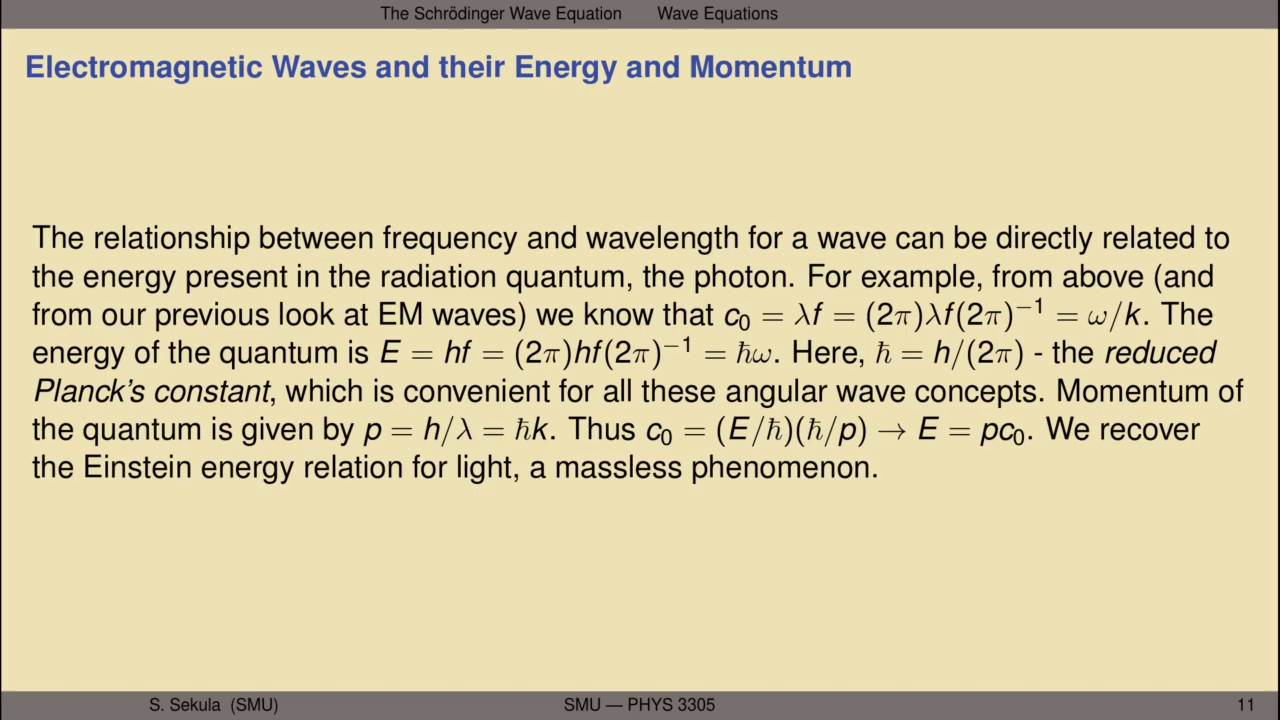 The Schrödinger Wave Equation Wave Equations
Electromagnetic Waves and their Energy and Momentum
The relationship between frequency and wavelength for a wave can be directly related to
the energy present in the radiation quantum, the photon. For example, from above (and
from our previous look at EM waves) we know that c₀ = λf = (2π)λf(2π)⁻¹ = ω/k. The
energy of the quantum is E = hf = (2π)hf(2π)⁻¹ = ℏω. Here, ℏ = h/(2π) - the reduced
Planck's constant, which is convenient for all these angular wave concepts. Momentum of
the quantum is given by p = h/λ = ℏk. Thus c₀ = (E/ℏ)(ℏ/p) → E = pc₀. We recover
the Einstein energy relation for light, a massless phenomenon.
S. Sekula (SMU) SMU — PHYS 3305 11